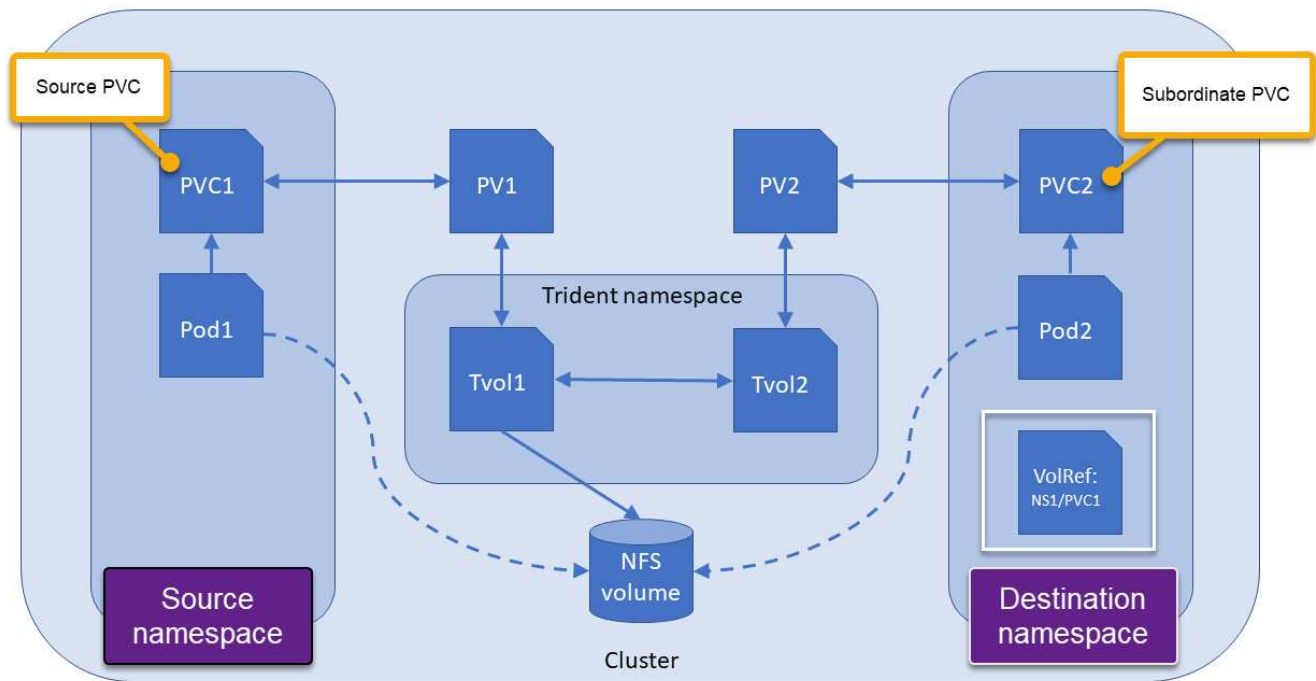 Source PVC
Subordinate PVC
PVC1
PV1
PV2
PVC2
Trident namespace
Pod1
Pod2
Tvol1
Tvol2
VolRef:
NS1/PVC1
NFS
volume
Source
namespace
Destination
namespace
Cluster